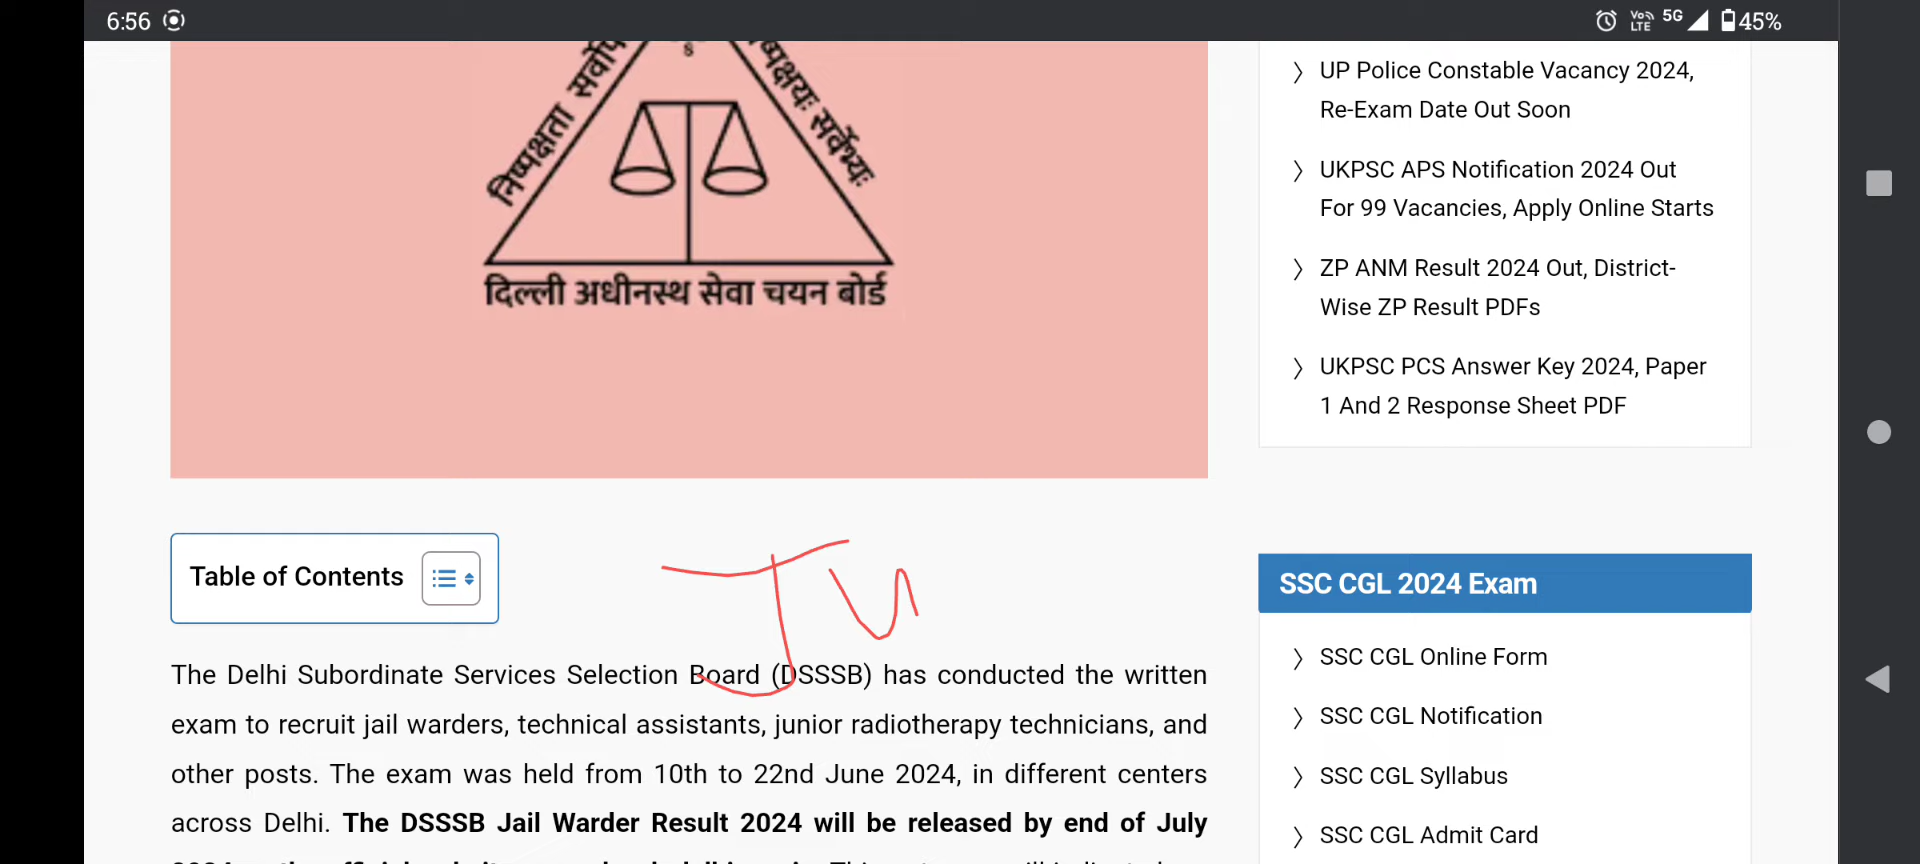 6:56
Vo LTE 5G 45%
निष्पक्षता
दिल्ली अधीनस्थ सेवा चयन बोर्ड
Table of Contents
Ju
The Delhi Subordinate Services Selection Board (DSSSB) has conducted the written
exam to recruit jail warders, technical assistants, junior radiotherapy technicians, and
other posts. The exam was held from 10th to 22nd June 2024, in different centers
across Delhi. The DSSSB Jail Warder Result 2024 will be released by end of July
UP Police Constable Vacancy 2024,
Re-Exam Date Out Soon
UKPSC APS Notification 2024 Out
For 99 Vacancies, Apply Online Starts
ZP ANM Result 2024 Out, District-
Wise ZP Result PDFs
UKPSC PCS Answer Key 2024, Paper
1 And 2 Response Sheet PDF
SSC CGL 2024 Exam
SSC CGL Online Form
SSC CGL Notification
SSC CGL Syllabus
SSC CGL Admit Card